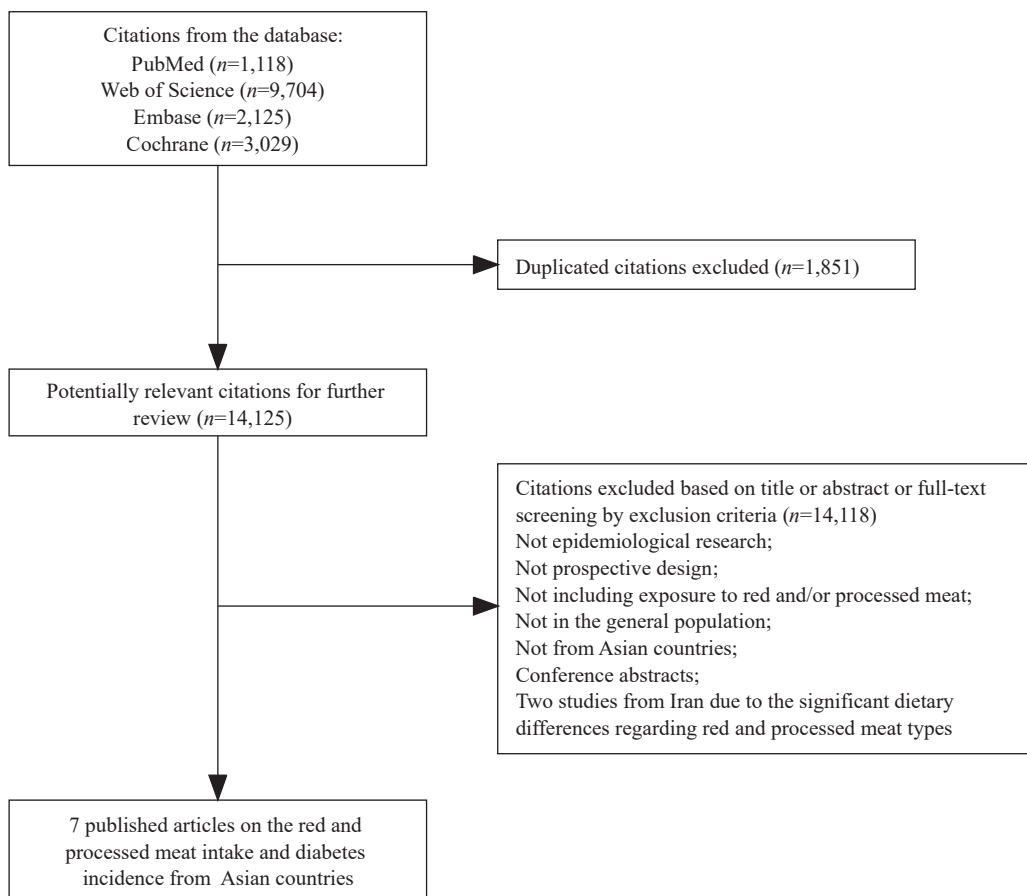 Citations from the database:
PubMed (n=1,118)
Web of Science (n=9,704)
Embase (n=2,125)
Cochrane (n=3,029)
Duplicated citations excluded (n=1,851)
Potentially relevant citations for further
review (n=14,125)
Citations excluded based on title or abstract or full-text
screening by exclusion criteria (n=14,118)
Not epidemiological research;
Not prospective design;
Not including exposure to red and/or processed meat;
Not in the general population;
Not from Asian countries;
Conference abstracts;
Two studies from Iran due to the significant dietary
differences regarding red and processed meat types
7 published articles on the red and
processed meat intake and diabetes
incidence from Asian countries